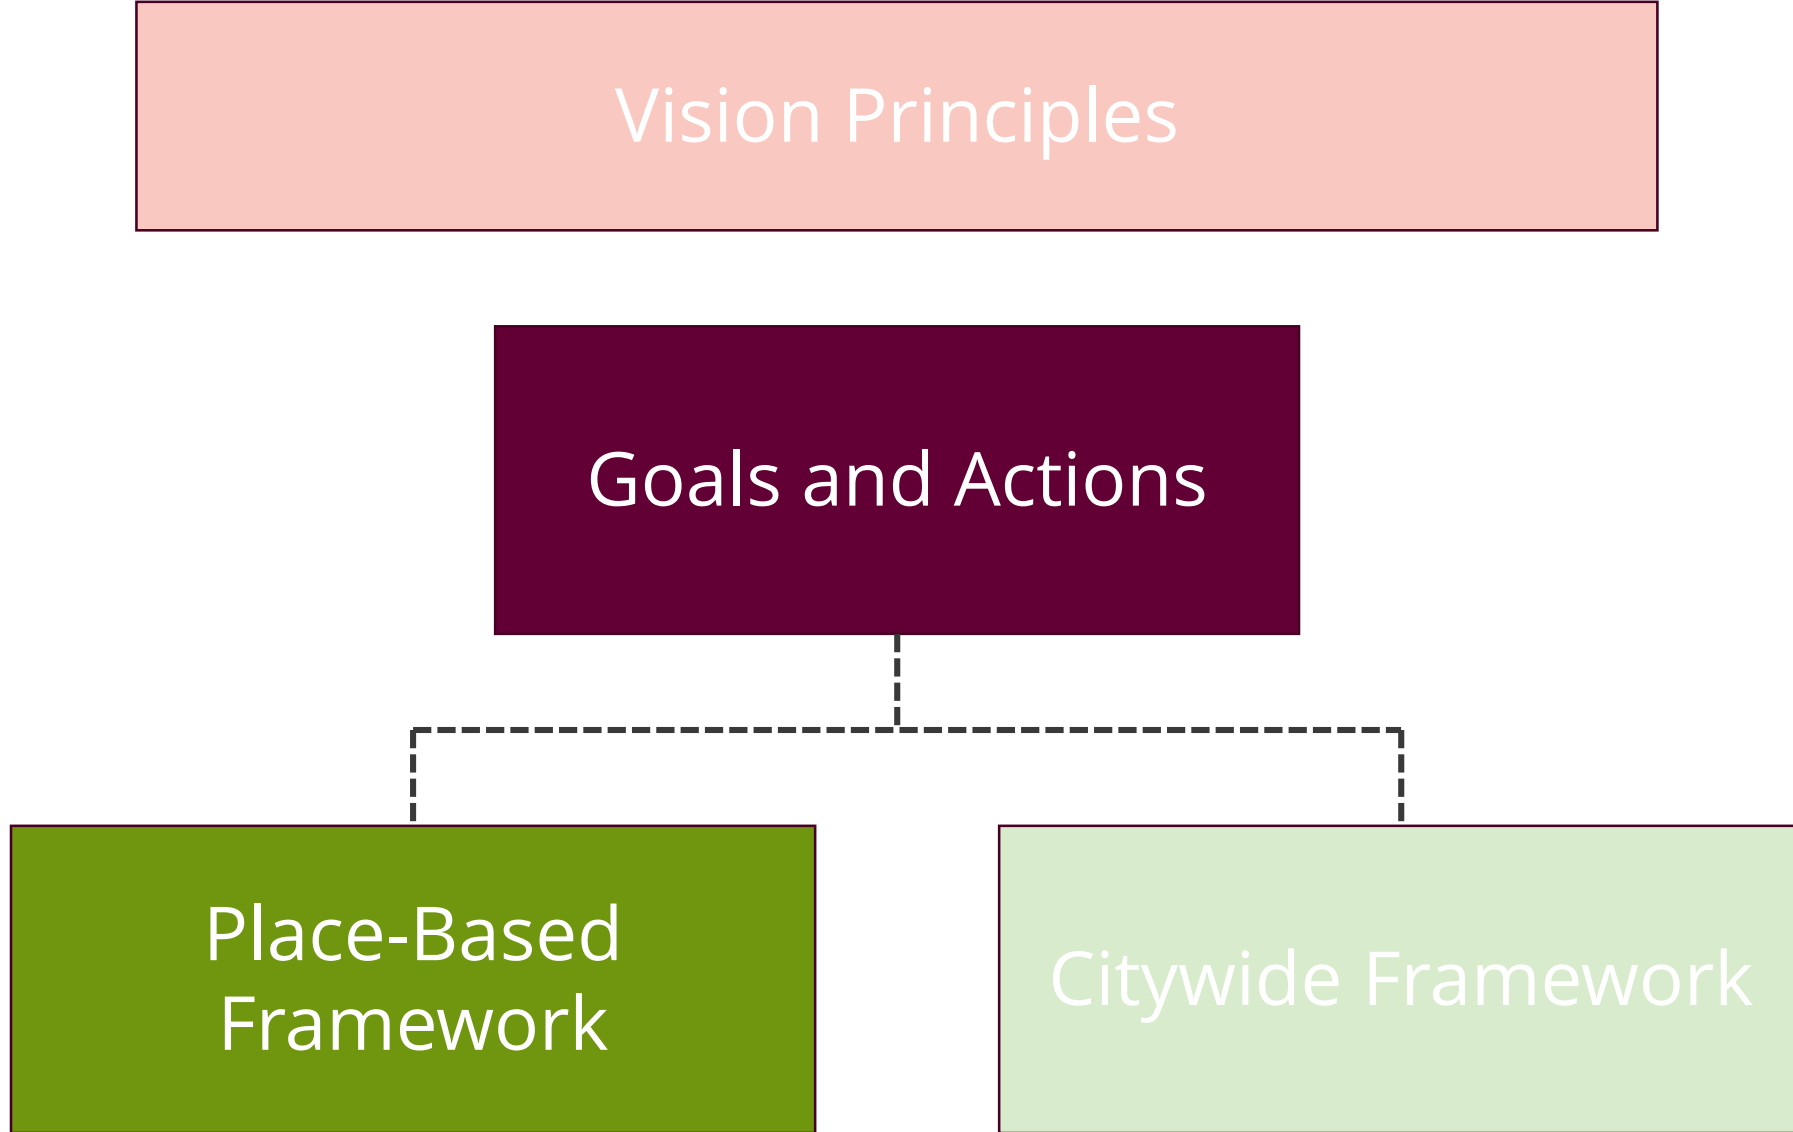 Vision Principles
Goals and Actions
Place-Based
Framework
Citywide Framework